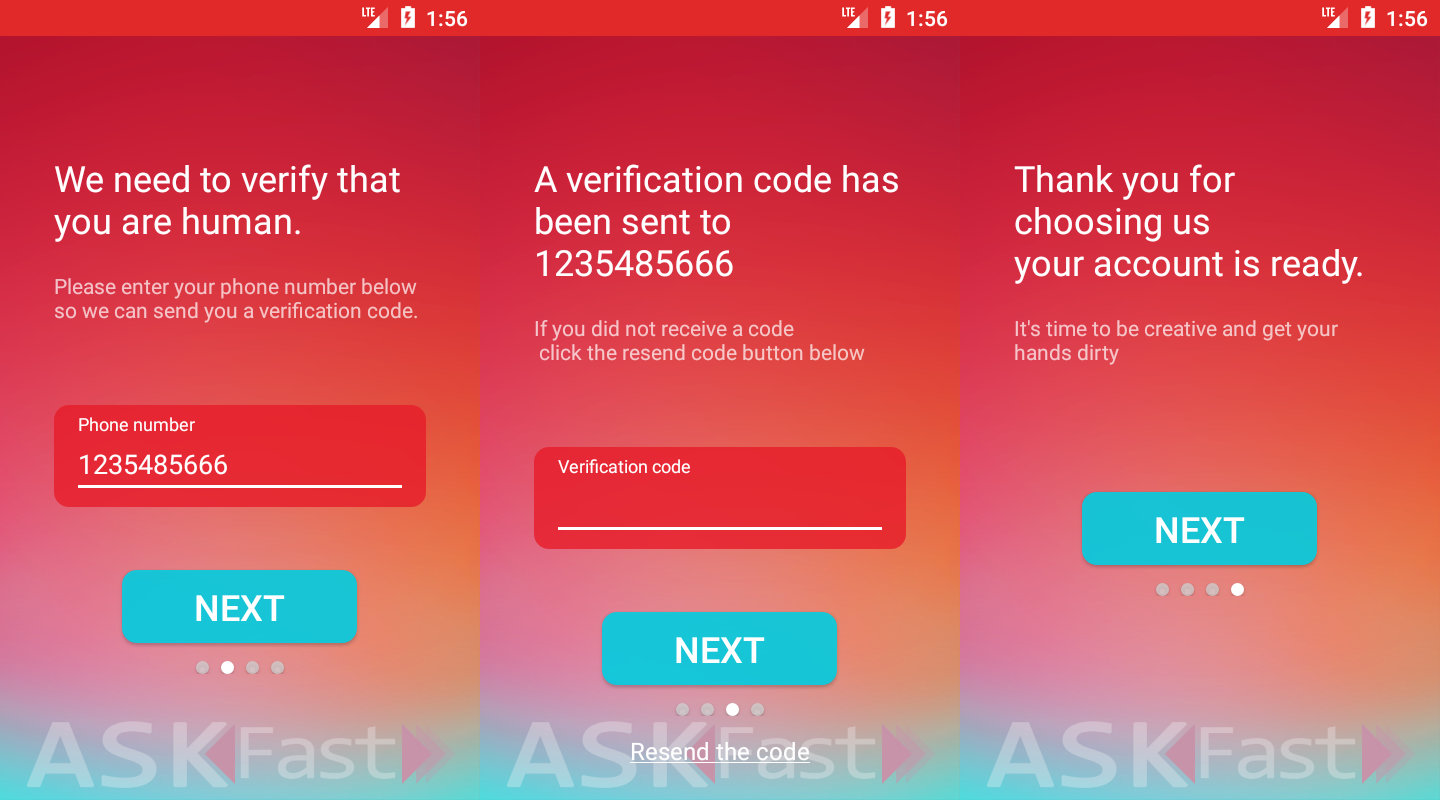 LTE 1:56
We need to verify that
you are human.
Please enter your phone number below
so we can send you a verification code.
Phone number
1235485666
NEXT
ASK Fast
LTE 1:56
A verification code has
been sent to
1235485666
If you did not receive a code
click the resend code button below
Verification code
NEXT
ASK Fast
Resend the code
LTE 1:56
Thank you for
choosing us
your account is ready.
It's time to be creative and get your
hands dirty
NEXT
ASK Fast